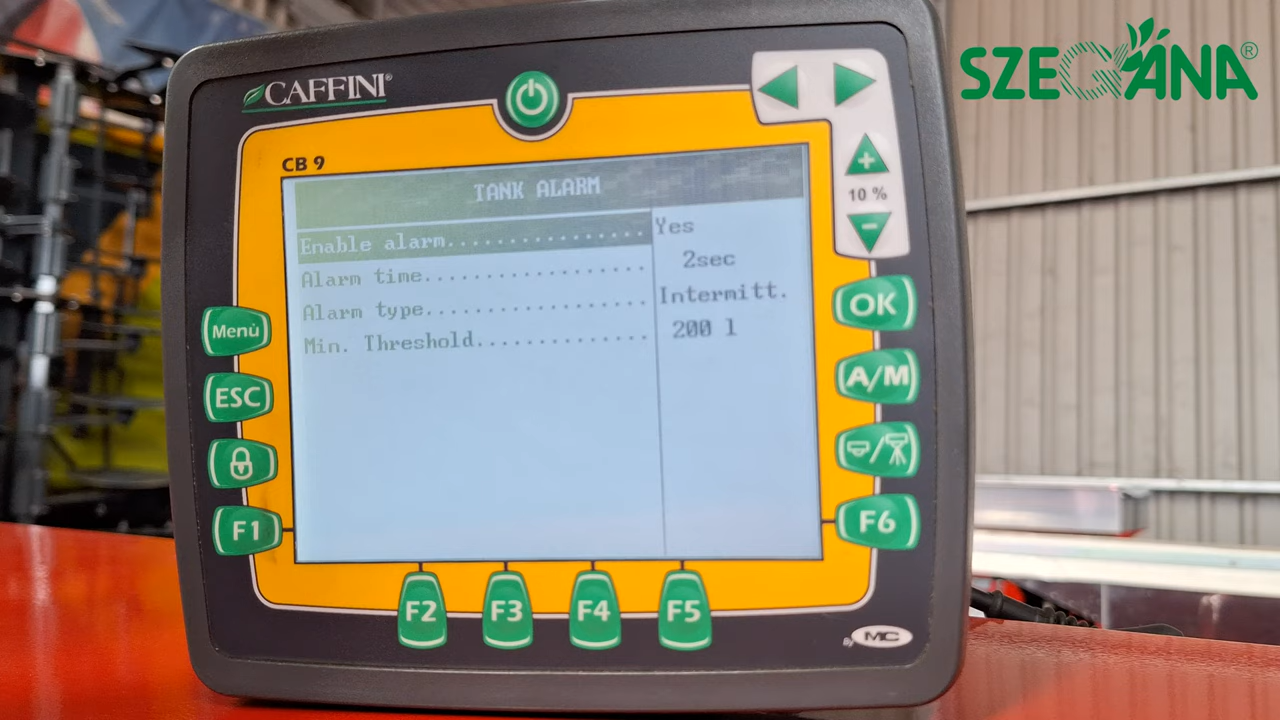 SZEGÁNA®
CAFFINI®
CB 9
TANK ALARM
Enable alarm................ Yes
Alarm time.................. 2sec
Alarm type.................. Intermitt.
Min. Threshold.............. 200 l
+
10 %
-
Menù
ESC
F1
OK
A/M
F6
F2
F3
F4
F5
By MC